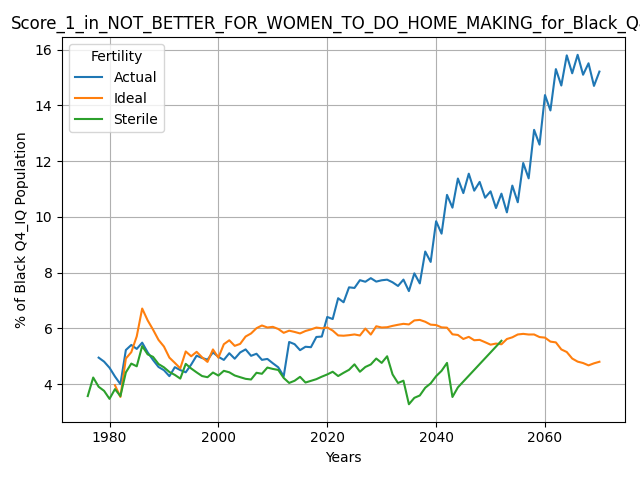 Score_1_in_NOT_BETTER_FOR_WOMEN_TO_DO_HOME_MAKING_for_Black_Q4
Fertility
Actual
Ideal
Sterile
% of Black Q4_IQ Population
16
14
12
10
8
6
4
1980
2000
2020
2040
2060
Years